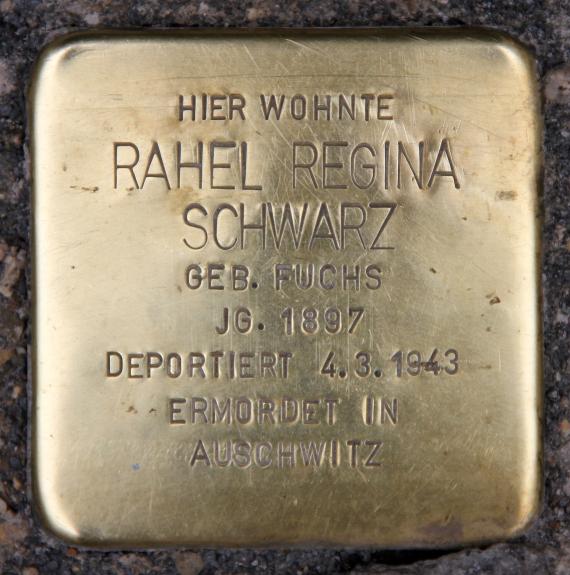 HIER WOHNTE
RAHEL REGINA
SCHWARZ
GEB. FUCHS
JG. 1897
DEPORTIERT 4.3.1943
ERMORDET IN
AUSCHWITZ